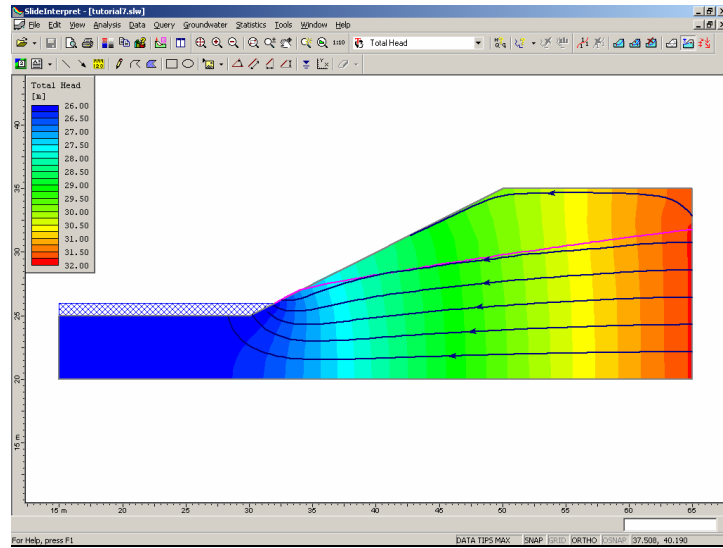 SlideInterpret - [tutorial7.slw]
File Edit View Analysis Data Query Groundwater Statistics Tools Window Help
1:10 Total Head
Total Head
[m]
26.00
26.50
27.00
27.50
28.00
28.50
29.00
29.50
30.00
30.50
31.00
31.50
32.00
40
35
30
25
20
15 m
15 m 20 25 30 35 40 45 50 55 60 65
For Help, press F1
DATA TIPS MAX SNAP GRID ORTHO OSNAP 37.508, 40.190